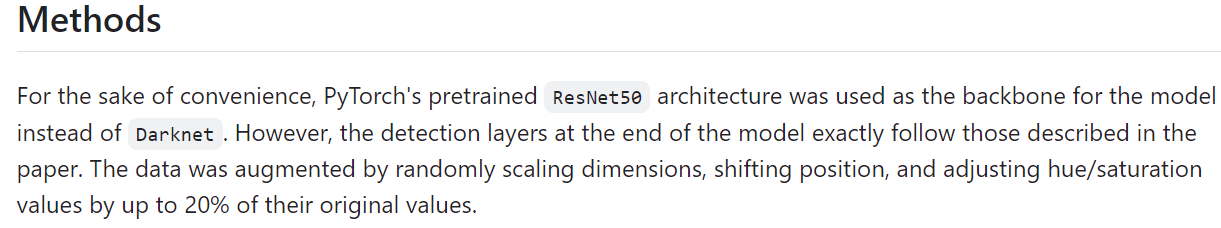 Methods
For the sake of convenience, PyTorch's pretrained ResNet50 architecture was used as the backbone for the model
instead of Darknet. However, the detection layers at the end of the model exactly follow those described in the
paper. The data was augmented by randomly scaling dimensions, shifting position, and adjusting hue/saturation
values by up to 20% of their original values.